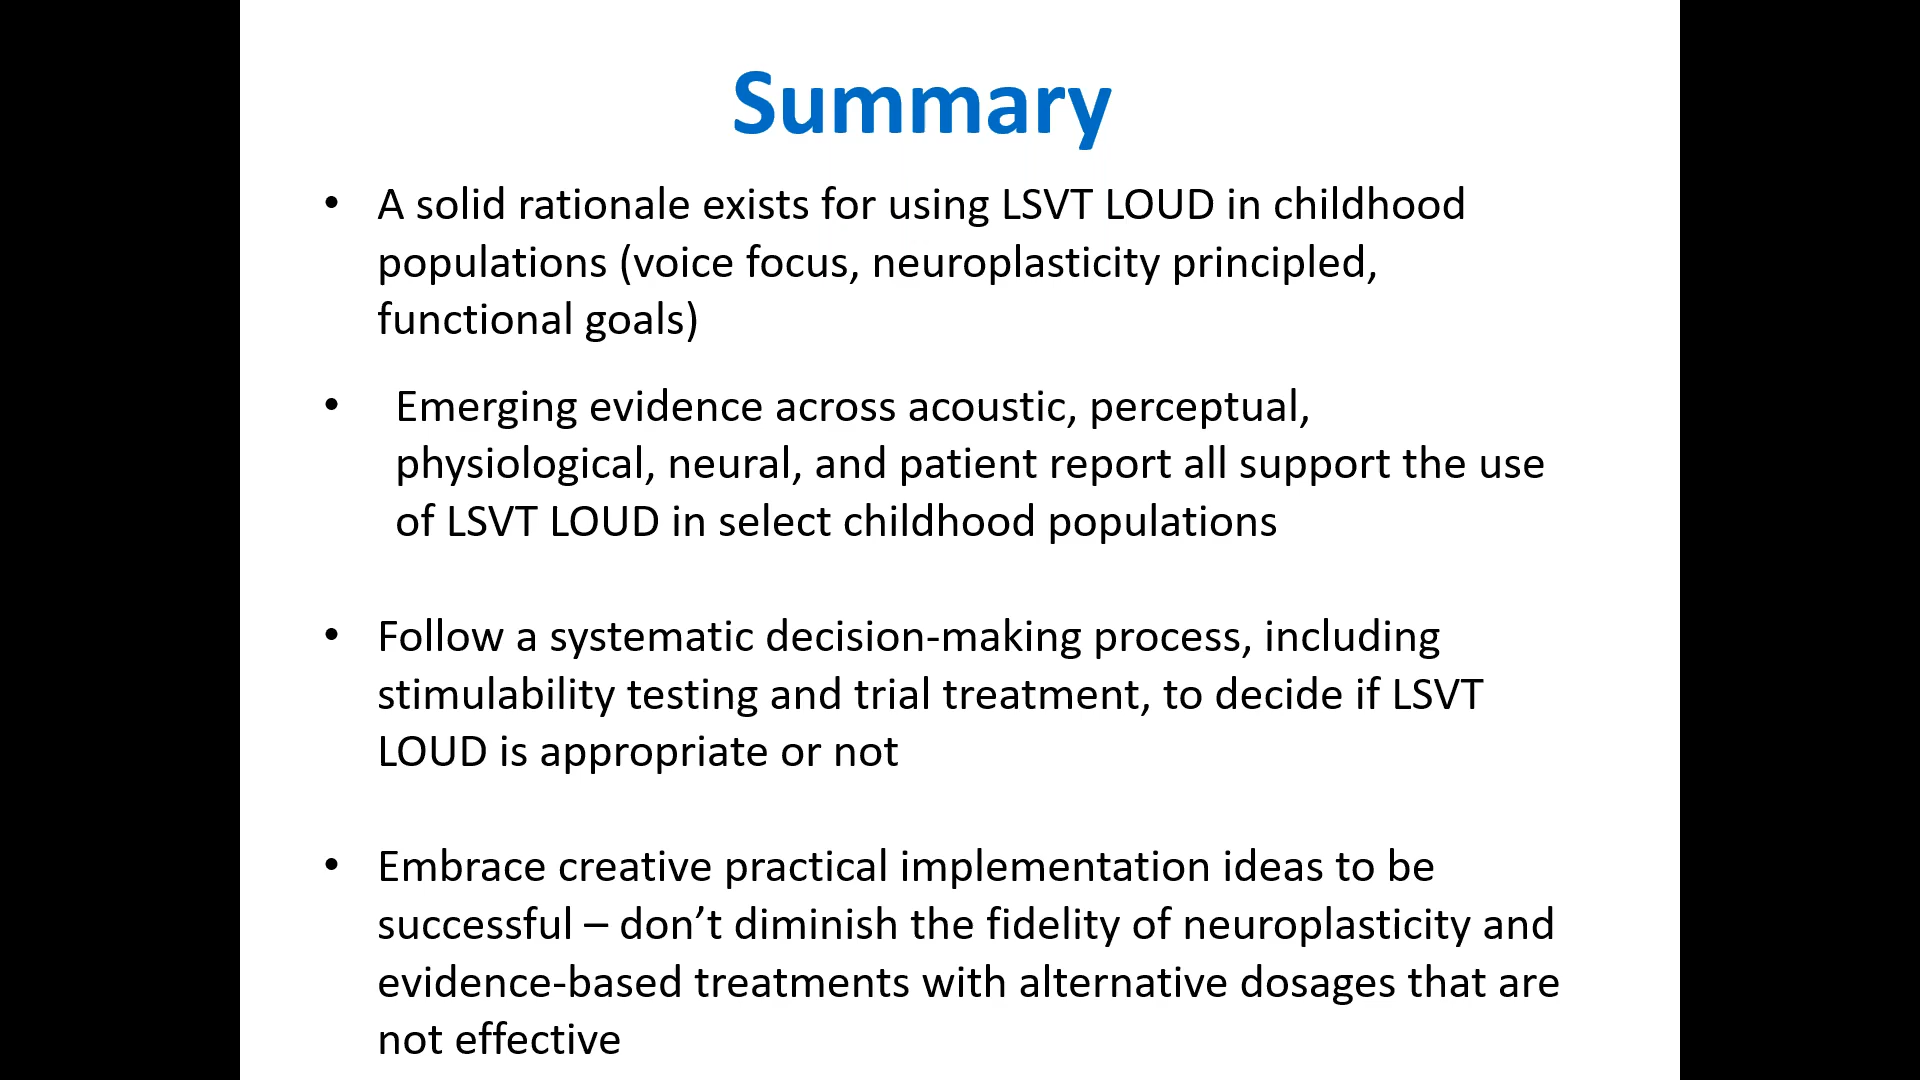 Summary
• A solid rationale exists for using LSVT LOUD in childhood
populations (voice focus, neuroplasticity principled,
functional goals)
• Emerging evidence across acoustic, perceptual,
physiological, neural, and patient report all support the use
of LSVT LOUD in select childhood populations
• Follow a systematic decision-making process, including
stimulability testing and trial treatment, to decide if LSVT
LOUD is appropriate or not
• Embrace creative practical implementation ideas to be
successful – don’t diminish the fidelity of neuroplasticity and
evidence-based treatments with alternative dosages that are
not effective